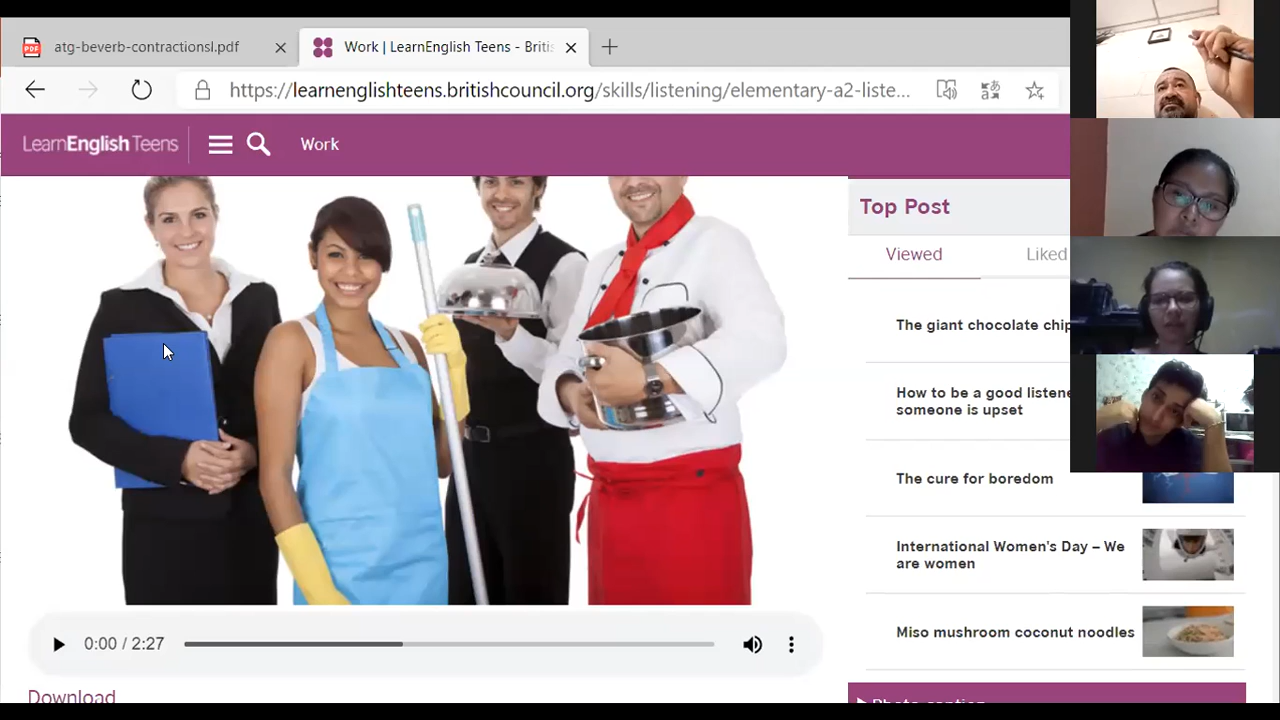 atg-beverb-contractionsl.pdf
Work | LearnEnglish Teens - Britis
https://learnenglishteens.britishcouncil.org/skills/listening/elementary-a2-liste...
LearnEnglish Teens
Work
Top Post
Viewed
Liked
The giant chocolate chip
How to be a good listene
someone is upset
The cure for boredom
International Women's Day – We
are women
Miso mushroom coconut noodles
0:00 / 2:27
Download
Photo caption